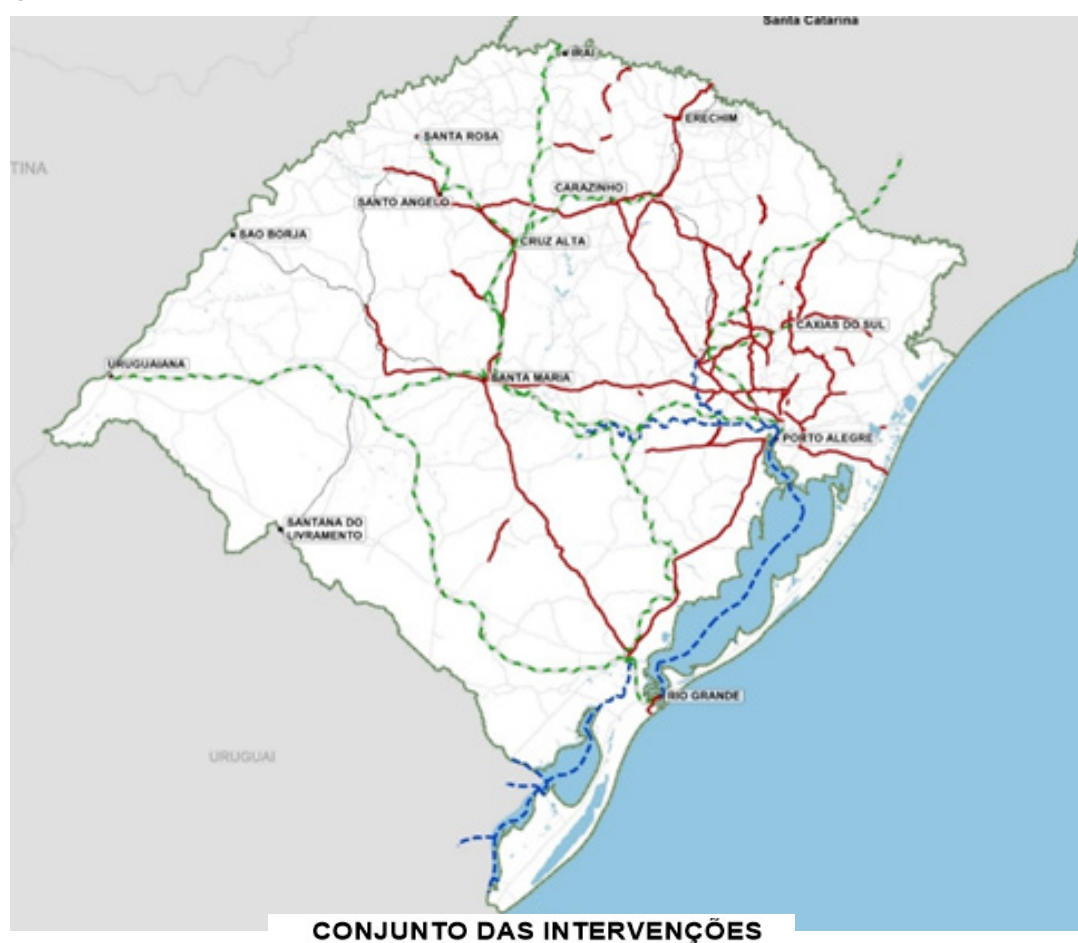 Santa Catarina
IRAI
ERECHIM
SANTA ROSA
TINA
CARAZINHO
SANTO ANGELO
SAO BORJA
CRUZ ALTA
CAXIAS DO SUL
URUGUAIANA
SANTA MARIA
PORTO ALEGRE
SANTANA DO
LIVRAMENTO
RIO GRANDE
URUGUAI
CONJUNTO DAS INTERVENÇÕES